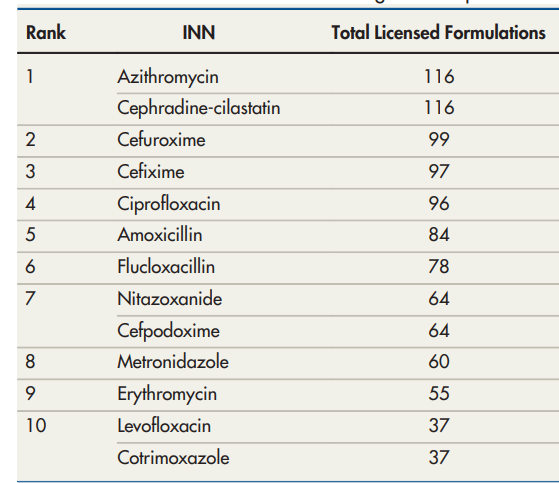 Rank INN Total Licensed Formulations
1 Azithromycin 116
Cephradine-cilastatin 116
2 Cefuroxime 99
3 Cefixime 97
4 Ciprofloxacin 96
5 Amoxicillin 84
6 Flucloxacillin 78
7 Nitazoxanide 64
Cefpodoxime 64
8 Metronidazole 60
9 Erythromycin 55
10 Levofloxacin 37
Cotrimoxazole 37